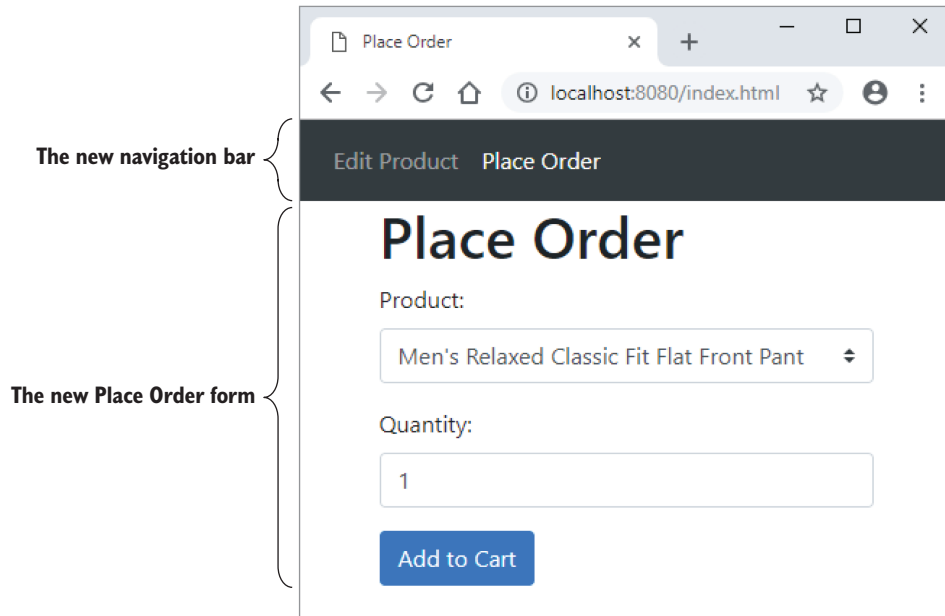 Place Order
localhost:8080/index.html
The new navigation bar
Edit Product Place Order
Place Order
Product:
Men's Relaxed Classic Fit Flat Front Pant
The new Place Order form
Quantity:
1
Add to Cart